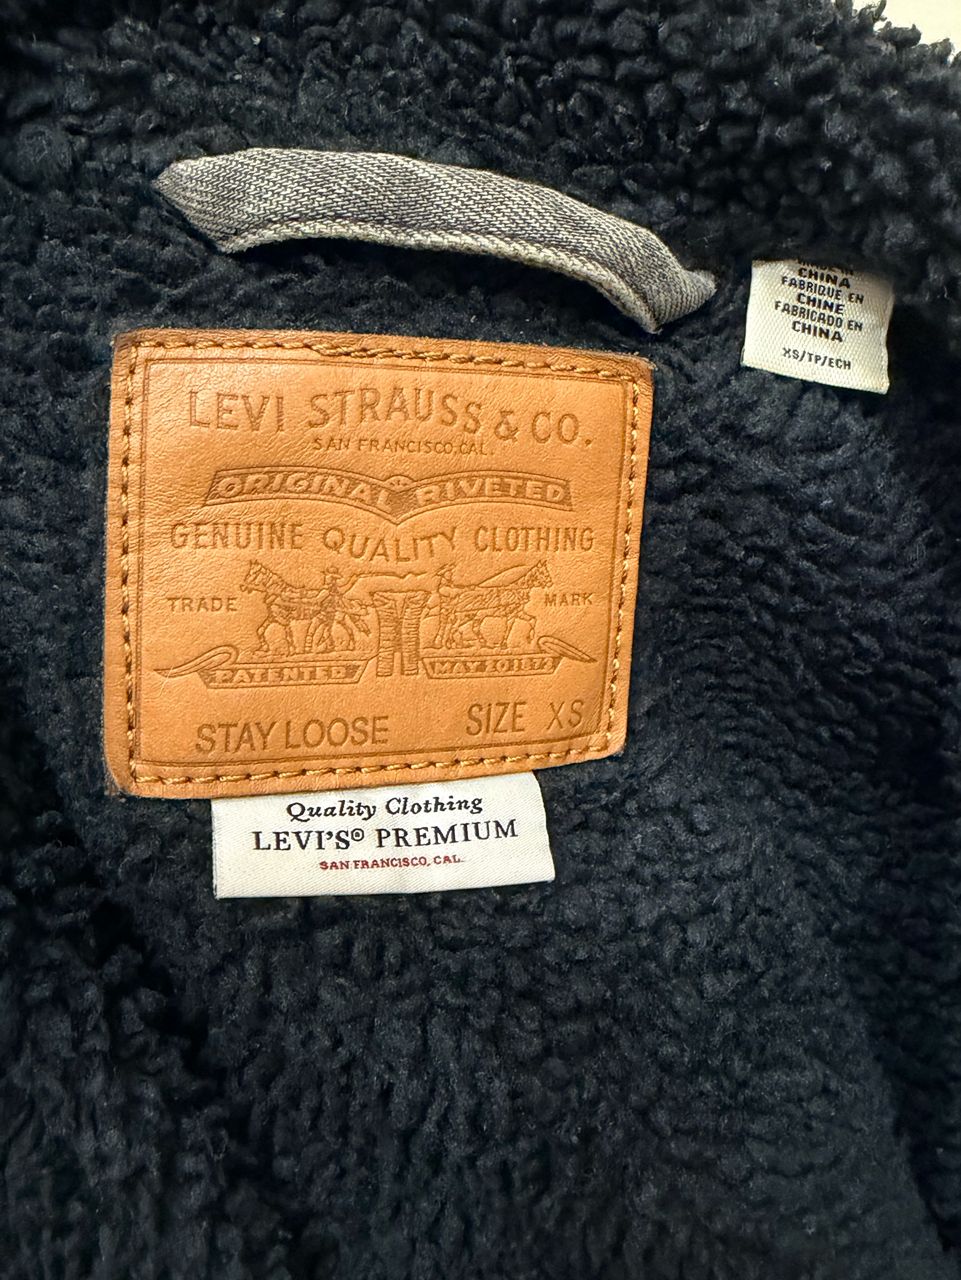 CHINA
FABRIQUE EN
CHINE
FABRICADO EN
CHINA
XS/TP/ECH
LEVI STRAUSS & CO.
SAN FRANCISCO, CAL.
ORIGINAL RIVETED
GENUINE QUALITY CLOTHING
TRADE MARK
PATENTED MAY 20 1873
STAY LOOSE SIZE XS
Quality Clothing
LEVI'S® PREMIUM
SAN FRANCISCO, CAL.